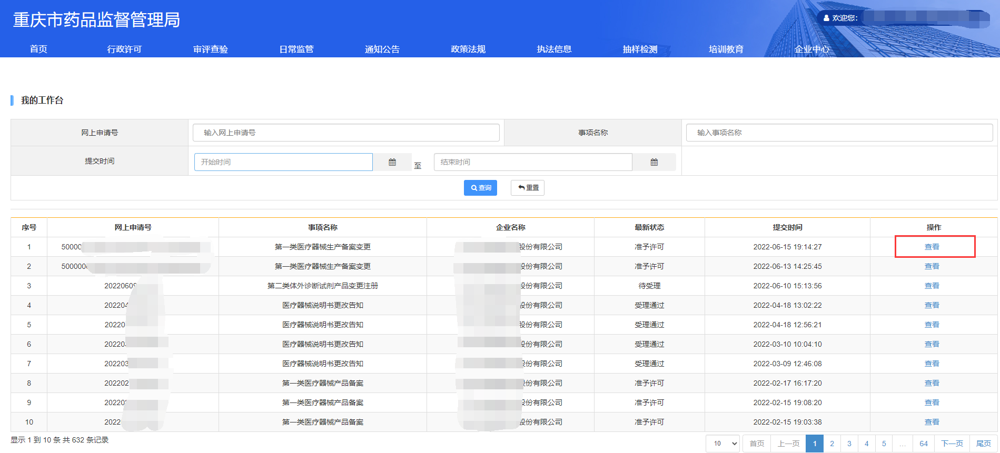 重庆市药品监督管理局
欢迎您:
首页 行政许可 审评查验 日常监管 通知公告 政策法规 执法信息 抽样检测 培训教育 企业中心
我的工作台
网上申请号 输入网上申请号 事项名称 输入事项名称
提交时间 开始时间 至 结束时间
查询 重置
序号 网上申请号 事项名称 企业名称 最新状态 提交时间 操作
1 5000 第一类医疗器械生产备案变更 股份有限公司 准予许可 2022-06-15 19:14:27 查看
2 500000 第一类医疗器械生产备案变更 股份有限公司 准予许可 2022-06-13 14:25:45 查看
3 2022060 第二类体外诊断试剂产品变更注册 股份有限公司 待受理 2022-06-10 15:13:56 查看
4 20220 医疗器械说明书更改告知 股份有限公司 受理通过 2022-04-18 13:02:22 查看
5 20220 医疗器械说明书更改告知 股份有限公司 受理通过 2022-04-18 12:56:21 查看
6 20220 医疗器械说明书更改告知 股份有限公司 受理通过 2022-03-10 10:04:10 查看
7 202203 医疗器械说明书更改告知 股份有限公司 受理通过 2022-03-09 12:46:08 查看
8 202202 第一类医疗器械产品备案 股份有限公司 准予许可 2022-02-17 16:17:20 查看
9 20220 第一类医疗器械产品备案 股份有限公司 准予许可 2022-02-15 19:08:20 查看
10 2022 第一类医疗器械产品备案 股份有限公司 准予许可 2022-02-15 19:03:38 查看
显示 1 到 10 条 共 632 条记录 10 首页 上一页 1 2 3 4 5 … 64 下一页 尾页